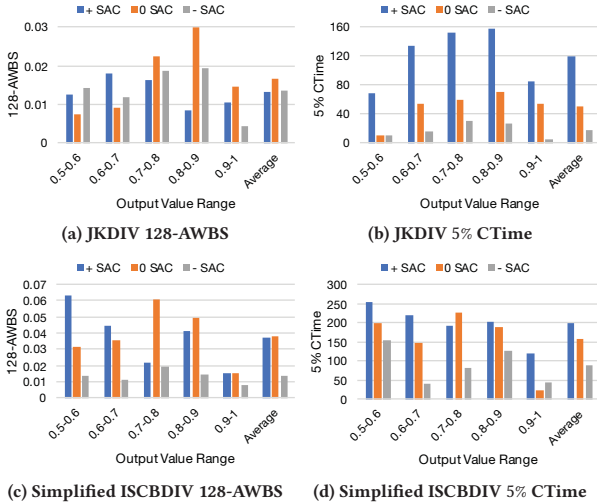 + SAC 0 SAC - SAC
0.03
0.02
0.01
0
128-AWBS
0.5-0.6 0.6-0.7 0.7-0.8 0.8-0.9 0.9-1 Average
Output Value Range
(a) JKDIV 128-AWBS
+ SAC 0 SAC - SAC
160
120
80
40
0
5% CTime
0.5-0.6 0.6-0.7 0.7-0.8 0.8-0.9 0.9-1 Average
Output Value Range
(b) JKDIV 5% CTime
+ SAC 0 SAC - SAC
0.07
0.06
0.05
0.04
0.03
0.02
0.01
0
128-AWBS
0.5-0.6 0.6-0.7 0.7-0.8 0.8-0.9 0.9-1 Average
Output Value Range
(c) Simplified ISCBDIV 128-AWBS
+ SAC 0 SAC - SAC
300
250
200
150
100
50
0
5% CTime
0.5-0.6 0.6-0.7 0.7-0.8 0.8-0.9 0.9-1 Average
Output Value Range
(d) Simplified ISCBDIV 5% CTime